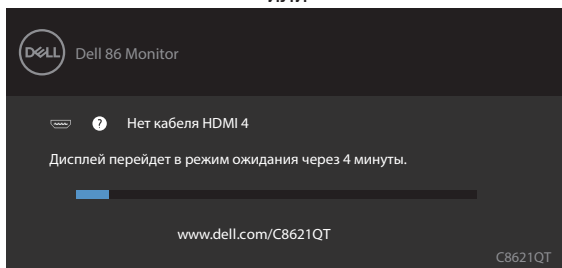 или
DELL
Dell 86 Monitor
? Нет кабеля HDMI 4
Дисплей перейдет в режим ожидания через 4 минуты.
www.dell.com/C8621QT
C8621QT